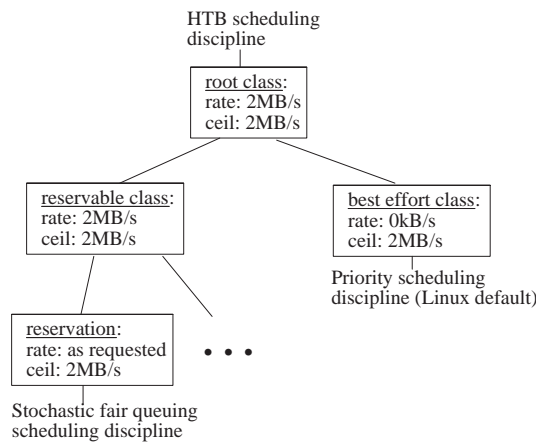 HTB scheduling
discipline
root class:
rate: 2MB/s
ceil: 2MB/s
reservable class:
rate: 2MB/s
ceil: 2MB/s
best effort class:
rate: 0kB/s
ceil: 2MB/s
Priority scheduling
discipline (Linux default)
reservation:
rate: as requested
ceil: 2MB/s
Stochastic fair queuing
scheduling discipline